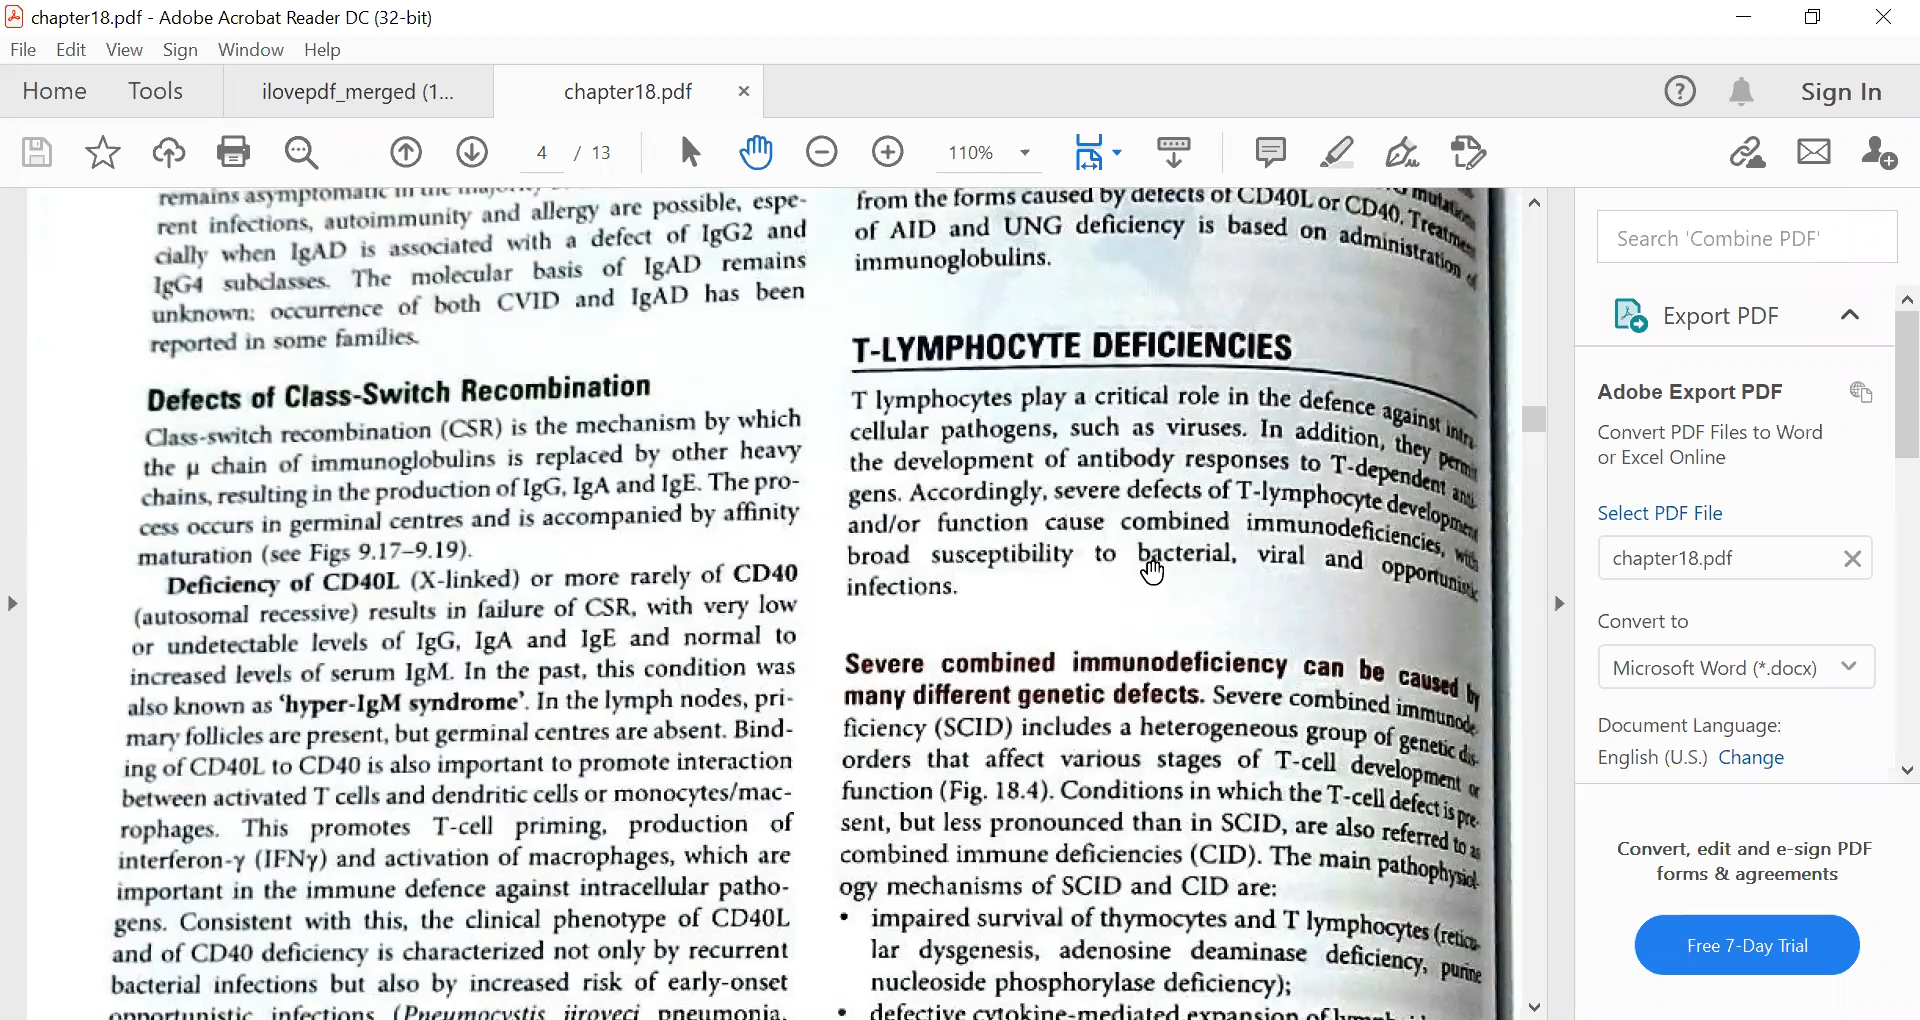 chapter18.pdf - Adobe Acrobat Reader DC (32-bit)
File Edit View Sign Window Help
Home Tools ilovepdf_merged (1... chapter18.pdf × Sign In
4 / 13 110%
remains asymptomatic in the
rent infections, autoimmunity and allergy are possible, espe-
cially when IgAD is associated with a defect of IgG2 and
IgG4 subclasses. The molecular basis of IgAD remains
unknown; occurrence of both CVID and IgAD has been
reported in some families.
Defects of Class-Switch Recombination
Class-switch recombination (CSR) is the mechanism by which
the μ chain of immunoglobulins is replaced by other heavy
chains, resulting in the production of IgG, IgA and IgE. The pro-
cess occurs in germinal centres and is accompanied by affinity
maturation (see Figs 9.17–9.19).
Deficiency of CD40L (X-linked) or more rarely of CD40
(autosomal recessive) results in failure of CSR, with very low
or undetectable levels of IgG, IgA and IgE and normal to
increased levels of serum IgM. In the past, this condition was
also known as ‘hyper-IgM syndrome’. In the lymph nodes, pri-
mary follicles are present, but germinal centres are absent. Bind-
ing of CD40L to CD40 is also important to promote interaction
between activated T cells and dendritic cells or monocytes/mac-
rophages. This promotes T-cell priming, production of
interferon-γ (IFNγ) and activation of macrophages, which are
important in the immune defence against intracellular patho-
gens. Consistent with this, the clinical phenotype of CD40L
and of CD40 deficiency is characterized not only by recurrent
bacterial infections but also by increased risk of early-onset
opportunistic infections (Pneumocystis jiroveci pneumonia,
mutations
from the forms caused by defects of CD40L or CD40. Treatment
of AID and UNG deficiency is based on administration of
immunoglobulins.
T-LYMPHOCYTE DEFICIENCIES
T lymphocytes play a critical role in the defence against intra-
cellular pathogens, such as viruses. In addition, they permit
the development of antibody responses to T-dependent anti-
gens. Accordingly, severe defects of T-lymphocyte development
and/or function cause combined immunodeficiencies, with
broad susceptibility to bacterial, viral and opportunistic
infections.
Severe combined immunodeficiency can be caused by
many different genetic defects. Severe combined immunode-
ficiency (SCID) includes a heterogeneous group of genetic dis-
orders that affect various stages of T-cell development or
function (Fig. 18.4). Conditions in which the T-cell defect is pre-
sent, but less pronounced than in SCID, are also referred to as
combined immune deficiencies (CID). The main pathophysiol-
ogy mechanisms of SCID and CID are:
• impaired survival of thymocytes and T lymphocytes (reticu-
lar dysgenesis, adenosine deaminase deficiency, purine
nucleoside phosphorylase deficiency);
• defective cytokine-mediated expansion of
Search 'Combine PDF'
Export PDF
Adobe Export PDF
Convert PDF Files to Word
or Excel Online
Select PDF File
chapter18.pdf
Convert to
Microsoft Word (*.docx)
Document Language:
English (U.S.) Change
Convert, edit and e-sign PDF
forms & agreements
Free 7-Day Trial